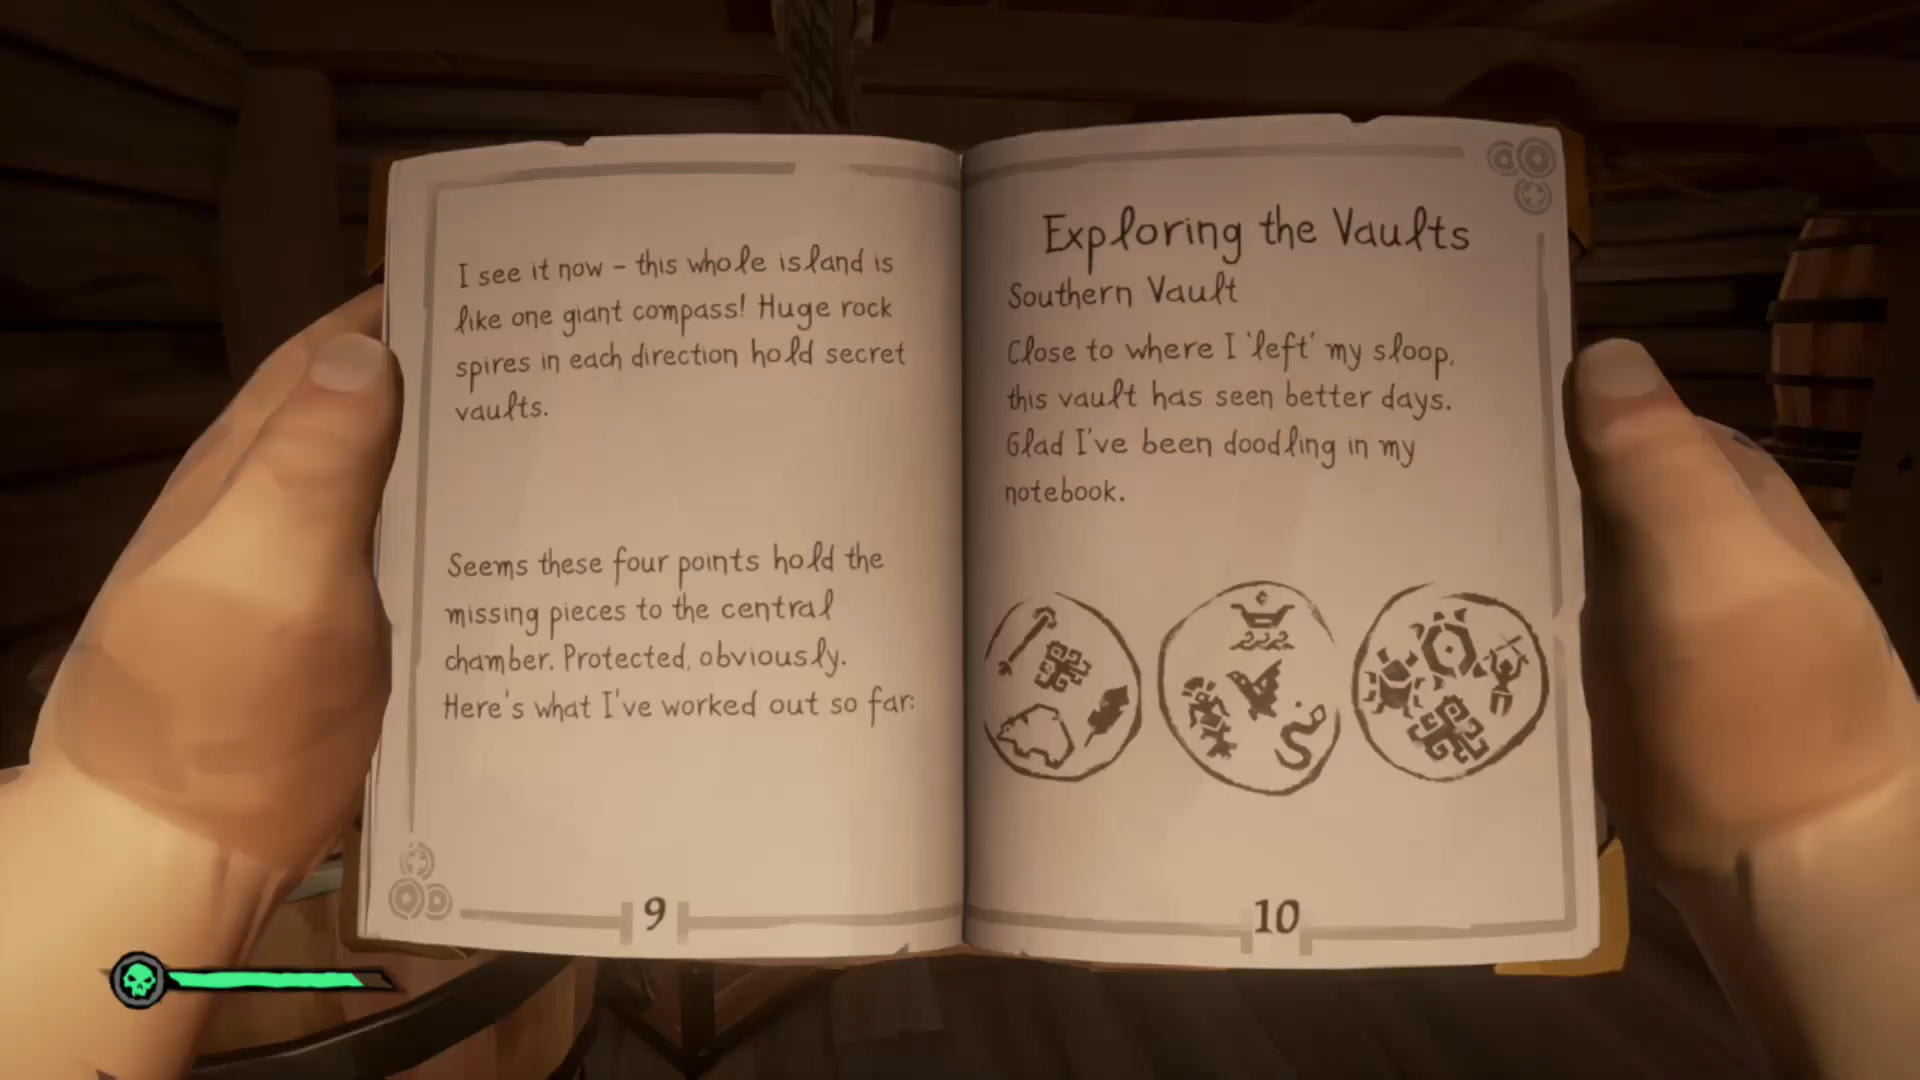 I see it now - this whole island is
like one giant compass! Huge rock
spires in each direction hold secret
vaults.
Seems these four points hold the
missing pieces to the central
chamber. Protected, obviously.
Here's what I've worked out so far:
9
Exploring the Vaults
Southern Vault
Close to where I 'left' my sloop,
this vault has seen better days.
Glad I've been doodling in my
notebook.
10